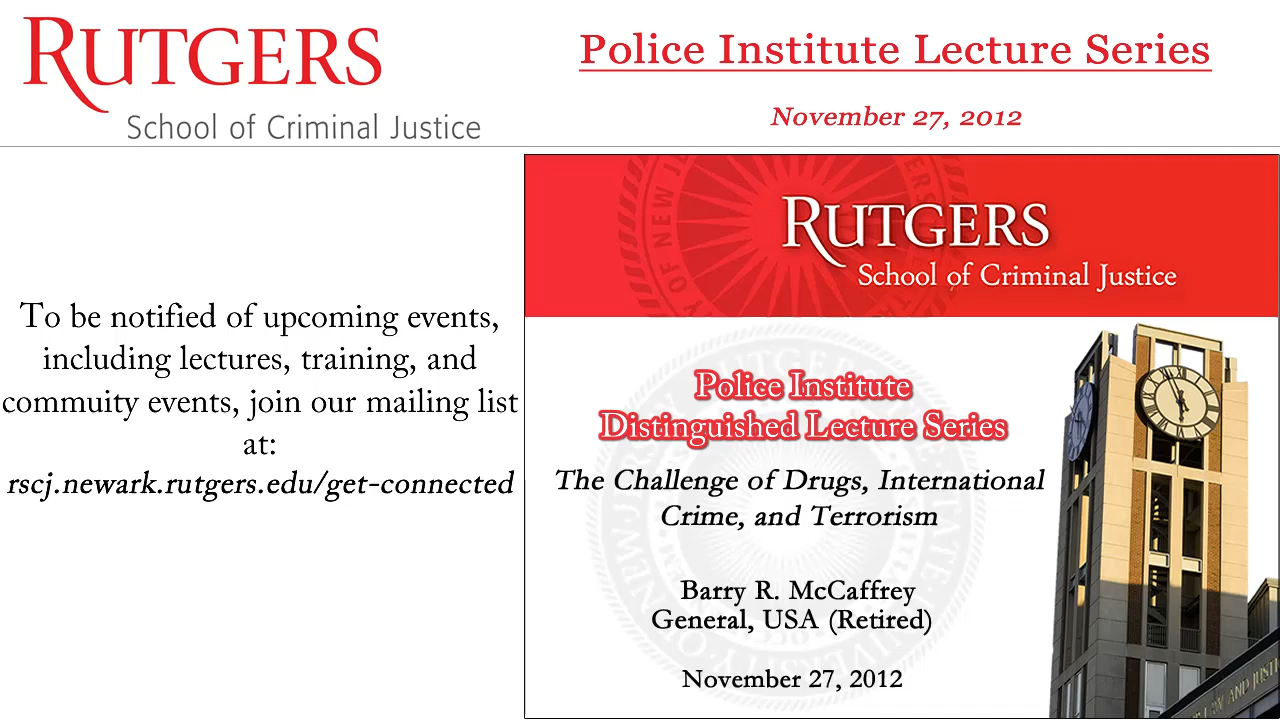 RUTGERS
School of Criminal Justice
Police Institute Lecture Series
November 27, 2012
To be notified of upcoming events,
including lectures, training, and
commuity events, join our mailing list
at:
rscj.newark.rutgers.edu/get-connected
RUTGERS
School of Criminal Justice
Police Institute
Distinguished Lecture Series
The Challenge of Drugs, International
Crime, and Terrorism
Barry R. McCaffrey
General, USA (Retired)
November 27, 2012
LAW AND JUSTI